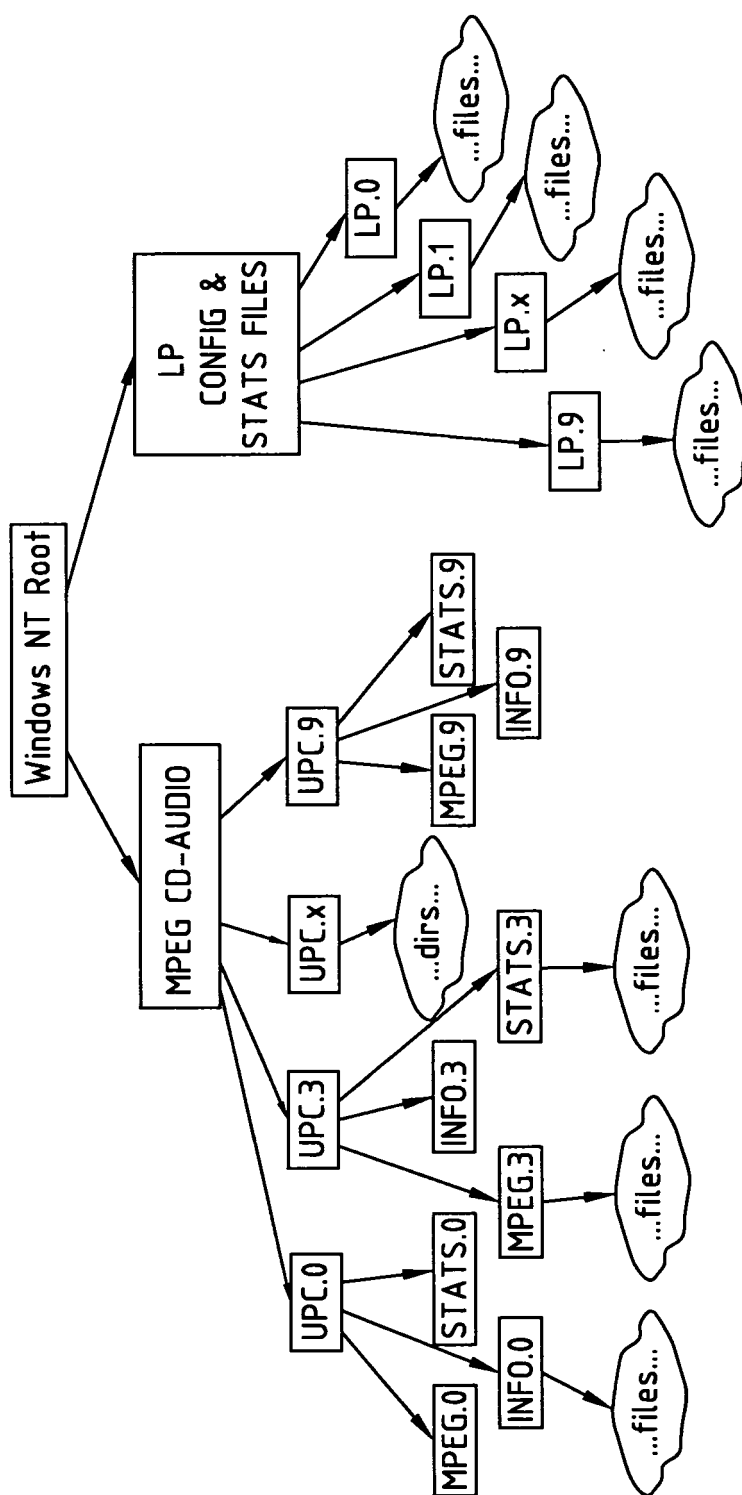 Windows NT Root
MPEG CD-AUDIO
LP
CONFIG &
STATS FILES
UPC.0
UPC.3
UPC.x
UPC.9
LP.0
LP.1
LP.x
LP.9
MPEG.0
STATS.0
INFO.0
INFO.3
MPEG.3
STATS.3
...dirs...
MPEG.9
STATS.9
INFO.9
...files...
...files...
...files...
...files...
...files...
...files...
...files...